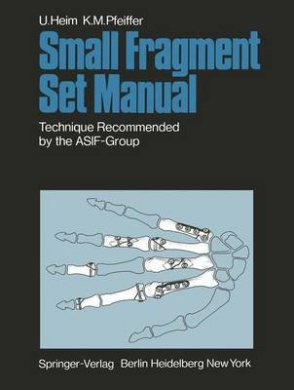 U.Heim K.M.Pfeiffer
Small Fragment
Set Manual
Technique Recommended
by the ASIF-Group
Springer-Verlag Berlin Heidelberg New York